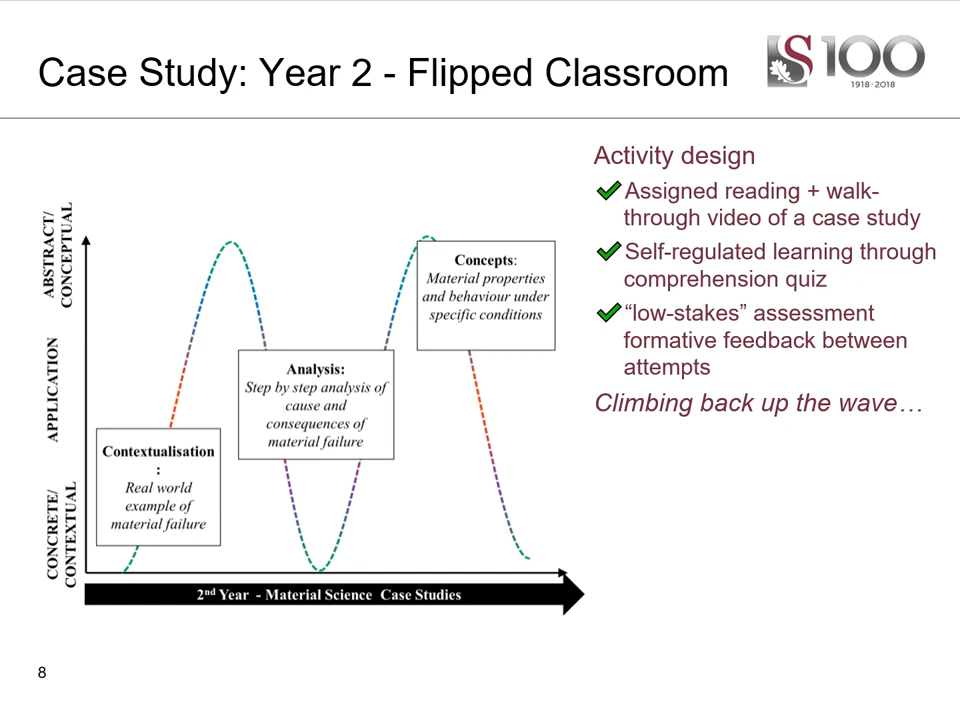 Case Study: Year 2 - Flipped Classroom
S100
1918 · 2018
Activity design
Assigned reading + walk-
through video of a case study
Self-regulated learning through
comprehension quiz
“low-stakes” assessment
formative feedback between
attempts
Climbing back up the wave…
ABSTRACT/
CONCEPTUAL
APPLICATION
CONCRETE/
CONTEXTUAL
Contextualisation
:
Real world
example of
material failure
Analysis:
Step by step analysis of
cause and
consequences of
material failure
Concepts:
Material properties
and behaviour under
specific conditions
2nd Year - Material Science Case Studies
8